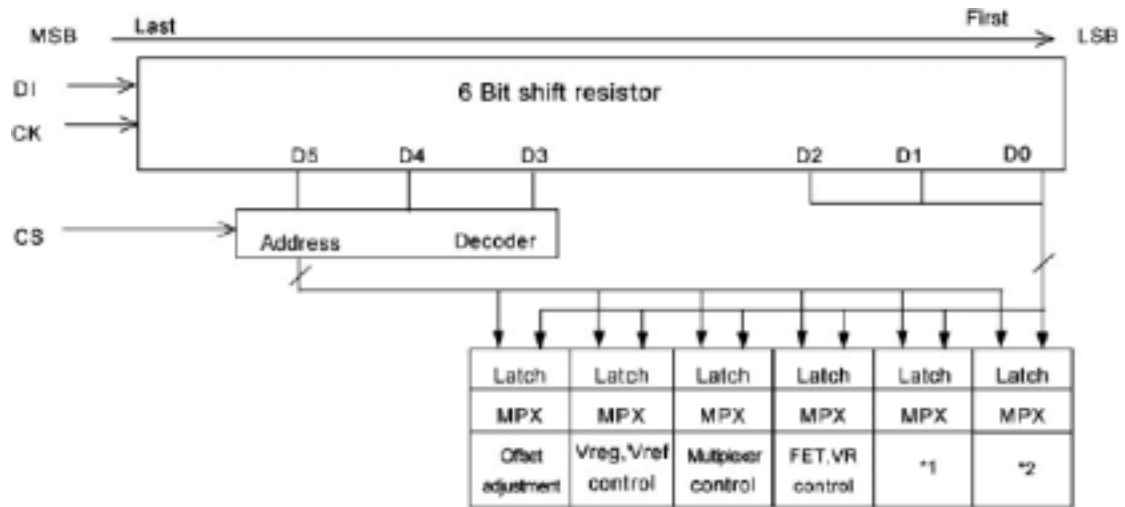 MSB Last First LSB
DI
6 Bit shift resistor
CK
D5 D4 D3 D2 D1 D0
CS
Address Decoder
Latch Latch Latch Latch Latch Latch
MPX MPX MPX MPX MPX MPX
Offset adjustment
Vreg,Vref control
Multiplexer control
FET,VR control
*1
*2